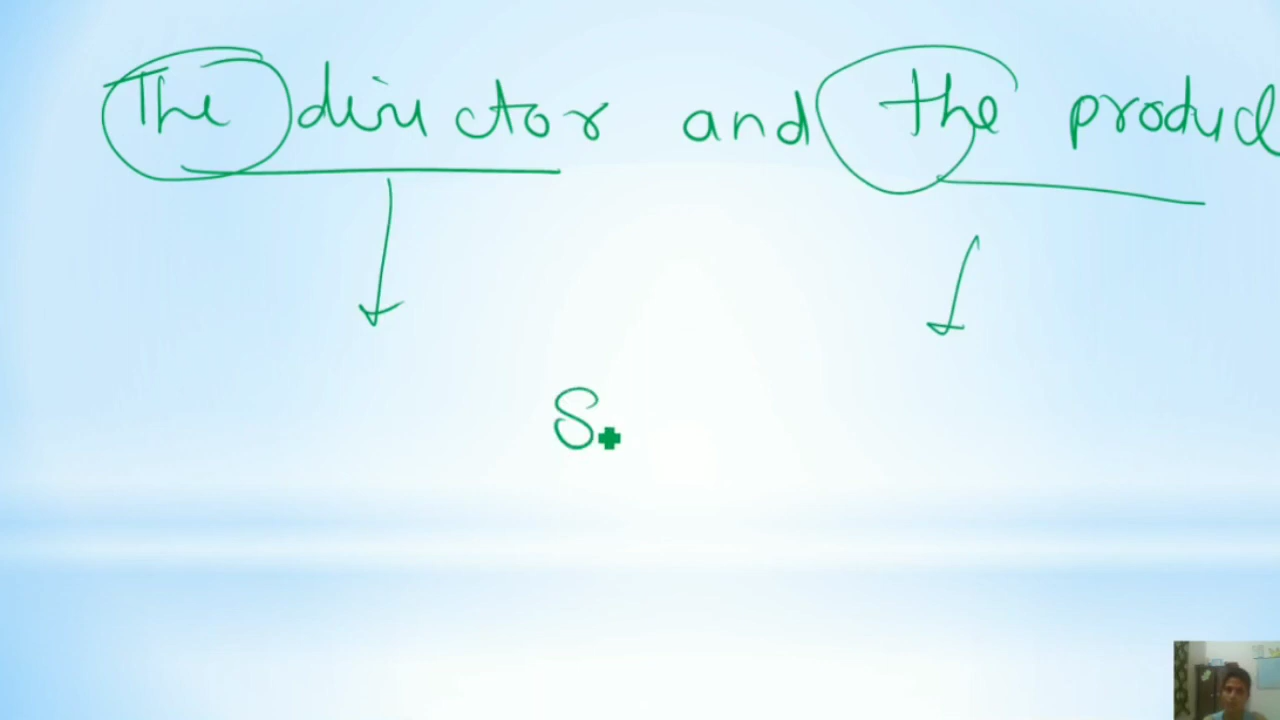 The director and the produc
S